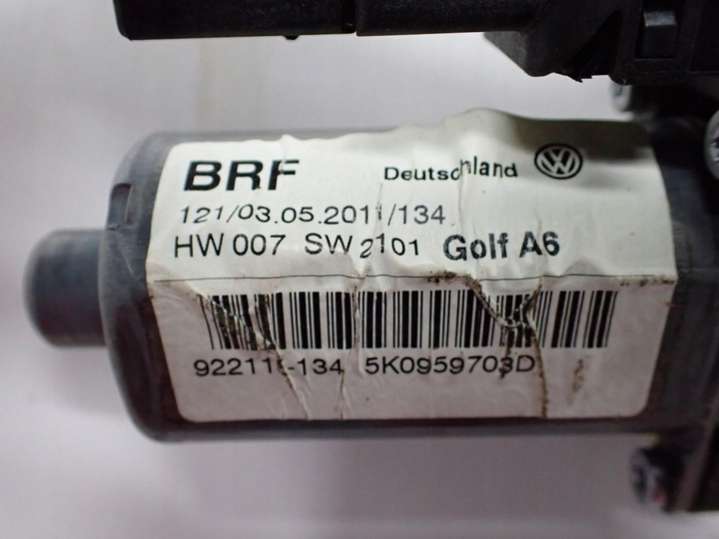 BRF Deutschland
121/03.05.2011/134
HW 007 SW 2101 Golf A6
5K0959703D